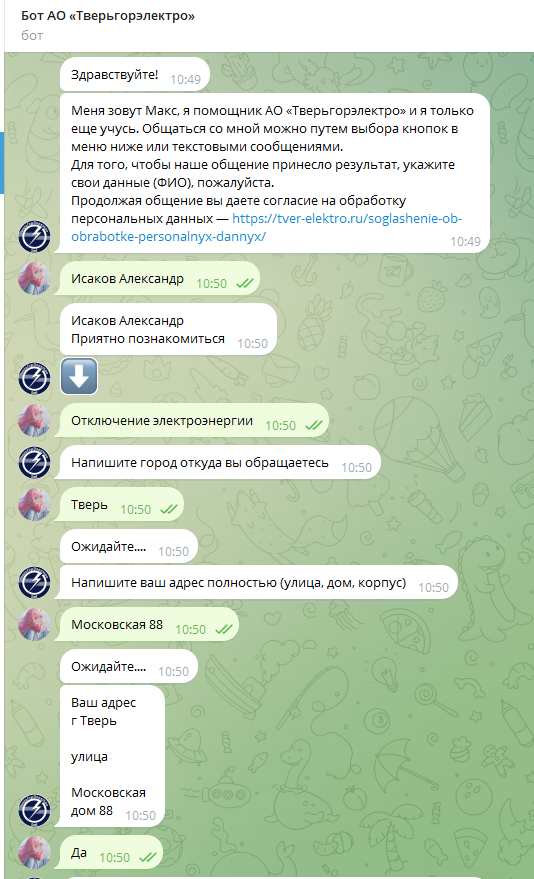 Бот АО «Тверьгорэлектро»
бот
Здравствуйте! 10:49
Меня зовут Макс, я помощник АО «Тверьгорэлектро» и я только
еще учусь. Общаться со мной можно путем выбора кнопок в
меню ниже или текстовыми сообщениями.
Для того, чтобы наше общение принесло результат, укажите
свои данные (ФИО), пожалуйста.
Продолжая общение вы даете согласие на обработку
персональных данных — https://tver-elektro.ru/soglashenie-ob-
obrabotke-personalnyx-dannyx/
10:49
Исаков Александр 10:50
Исаков Александр
Приятно познакомиться 10:50
Отключение электроэнергии 10:50
Напишите город откуда вы обращаетесь 10:50
Тверь 10:50
Ожидайте.... 10:50
Напишите ваш адрес полностью (улица, дом, корпус) 10:50
Московская 88 10:50
Ожидайте.... 10:50
Ваш адрес
г Тверь
улица
Московская
дом 88 10:50
Да 10:50